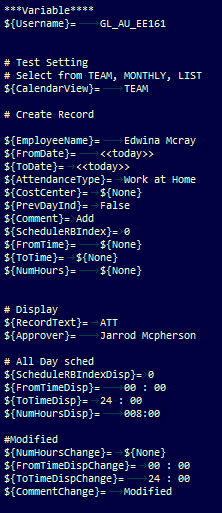 ***Variable****
${Username}= GL_AU_EE161
# Test Setting
# Select from TEAM, MONTHLY, LIST
${CalendarView}= TEAM
# Create Record
${EmployeeName}= Edwina Mcray
${FromDate}= <<today>>
${ToDate}= <<today>>
${AttendanceType}= Work at Home
${CostCenter}= ${None}
${PrevDayInd}= False
${Comment}= Add
${ScheduleRBIndex}= 0
${FromTime}= ${None}
${ToTime}= ${None}
${NumHours}= ${None}
# Display
${RecordText}= ATT
${Approver}= Jarrod Mcpherson
# All Day sched
${ScheduleRBIndexDisp}= 0
${FromTimeDisp}= 00 : 00
${ToTimeDisp}= 24 : 00
${NumHoursDisp}= 008:00
#Modified
${NumHoursChange}= ${None}
${FromTimeDispChange}= 00 : 00
${ToTimeDispChange}= 24 : 00
${CommentChange}= Modified